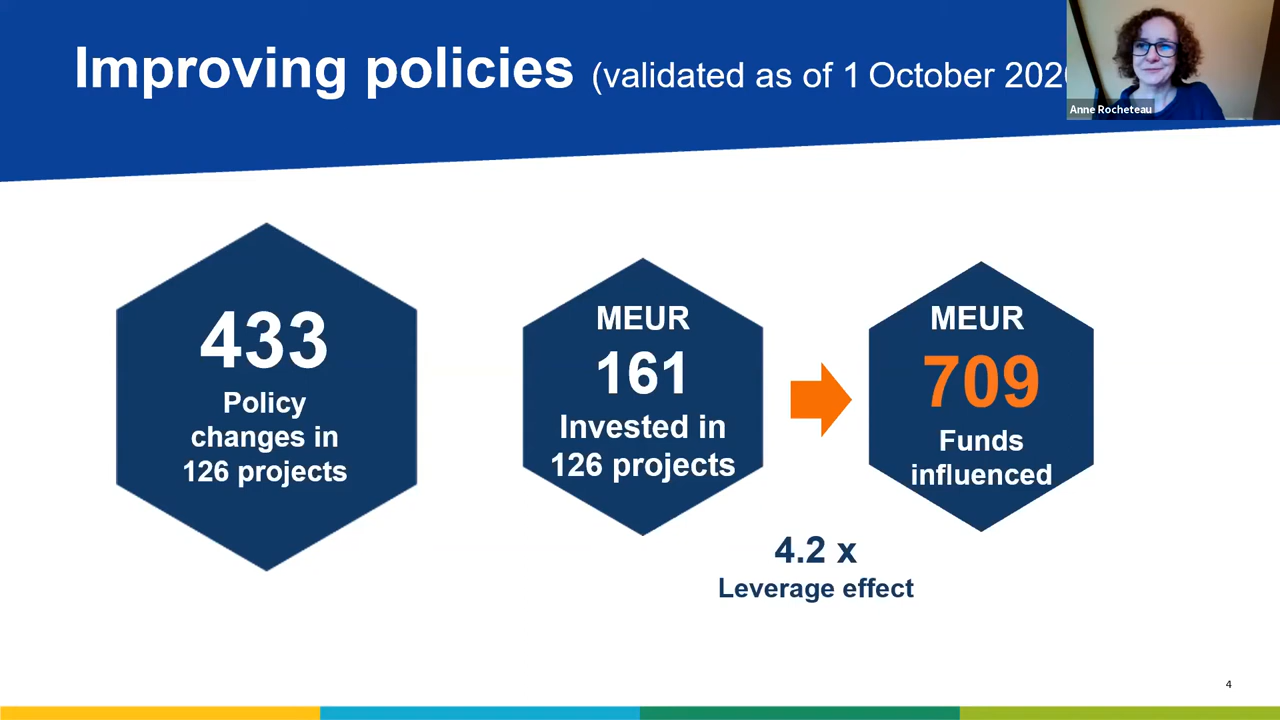 Improving policies (validated as of 1 October 202
Anne Rocheteau
433
Policy
changes in
126 projects
MEUR
161
Invested in
126 projects
MEUR
709
Funds
influenced
4.2 x
Leverage effect
4